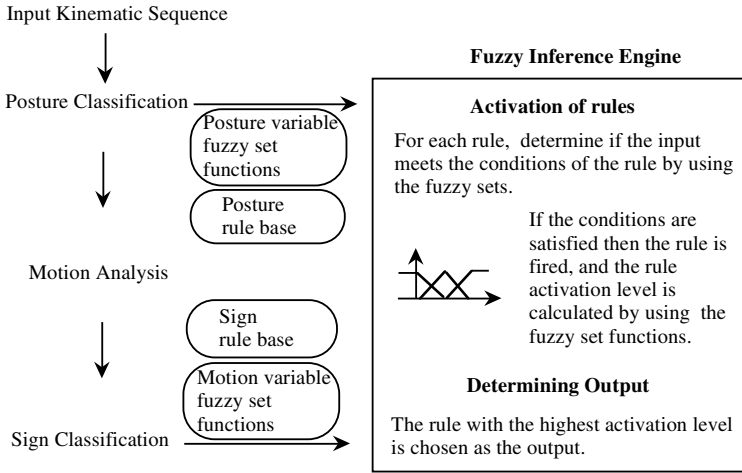 Input Kinematic Sequence
Posture Classification
Posture variable
fuzzy set
functions
Posture
rule base
Motion Analysis
Sign
rule base
Motion variable
fuzzy set
functions
Sign Classification
Fuzzy Inference Engine
Activation of rules
For each rule, determine if the input
meets the conditions of the rule by using
the fuzzy sets.
If the conditions are
satisfied then the rule is
fired, and the rule
activation level is
calculated by using the
fuzzy set functions.
Determining Output
The rule with the highest activation level
is chosen as the output.